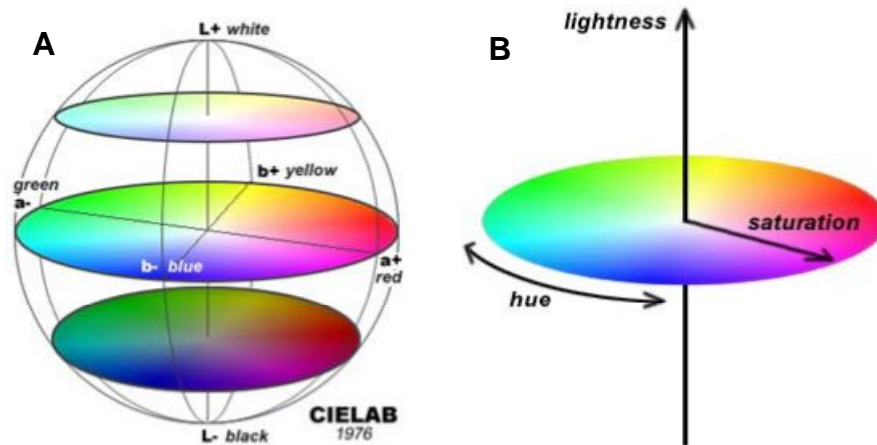 A
L+ white
b+ yellow
green
a-
b- blue
a+
red
CIELAB
1976
L- black
B
lightness
saturation
hue